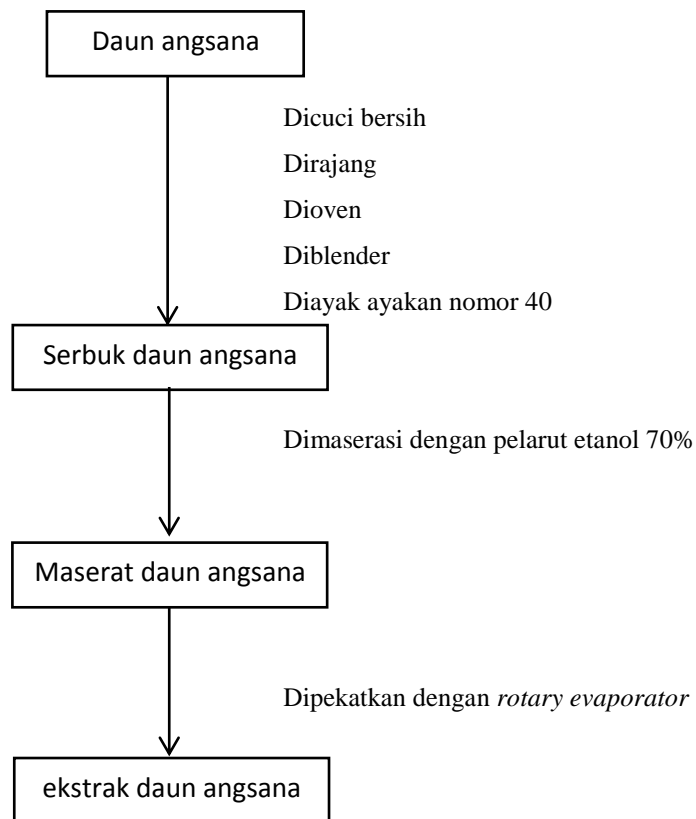 Daun angsana
Dicuci bersih
Dirajang
Dioven
Diblender
Diayak ayakan nomor 40
Serbuk daun angsana
Dimaserasi dengan pelarut etanol 70%
Maserat daun angsana
Dipekatkan dengan rotary evaporator
ekstrak daun angsana